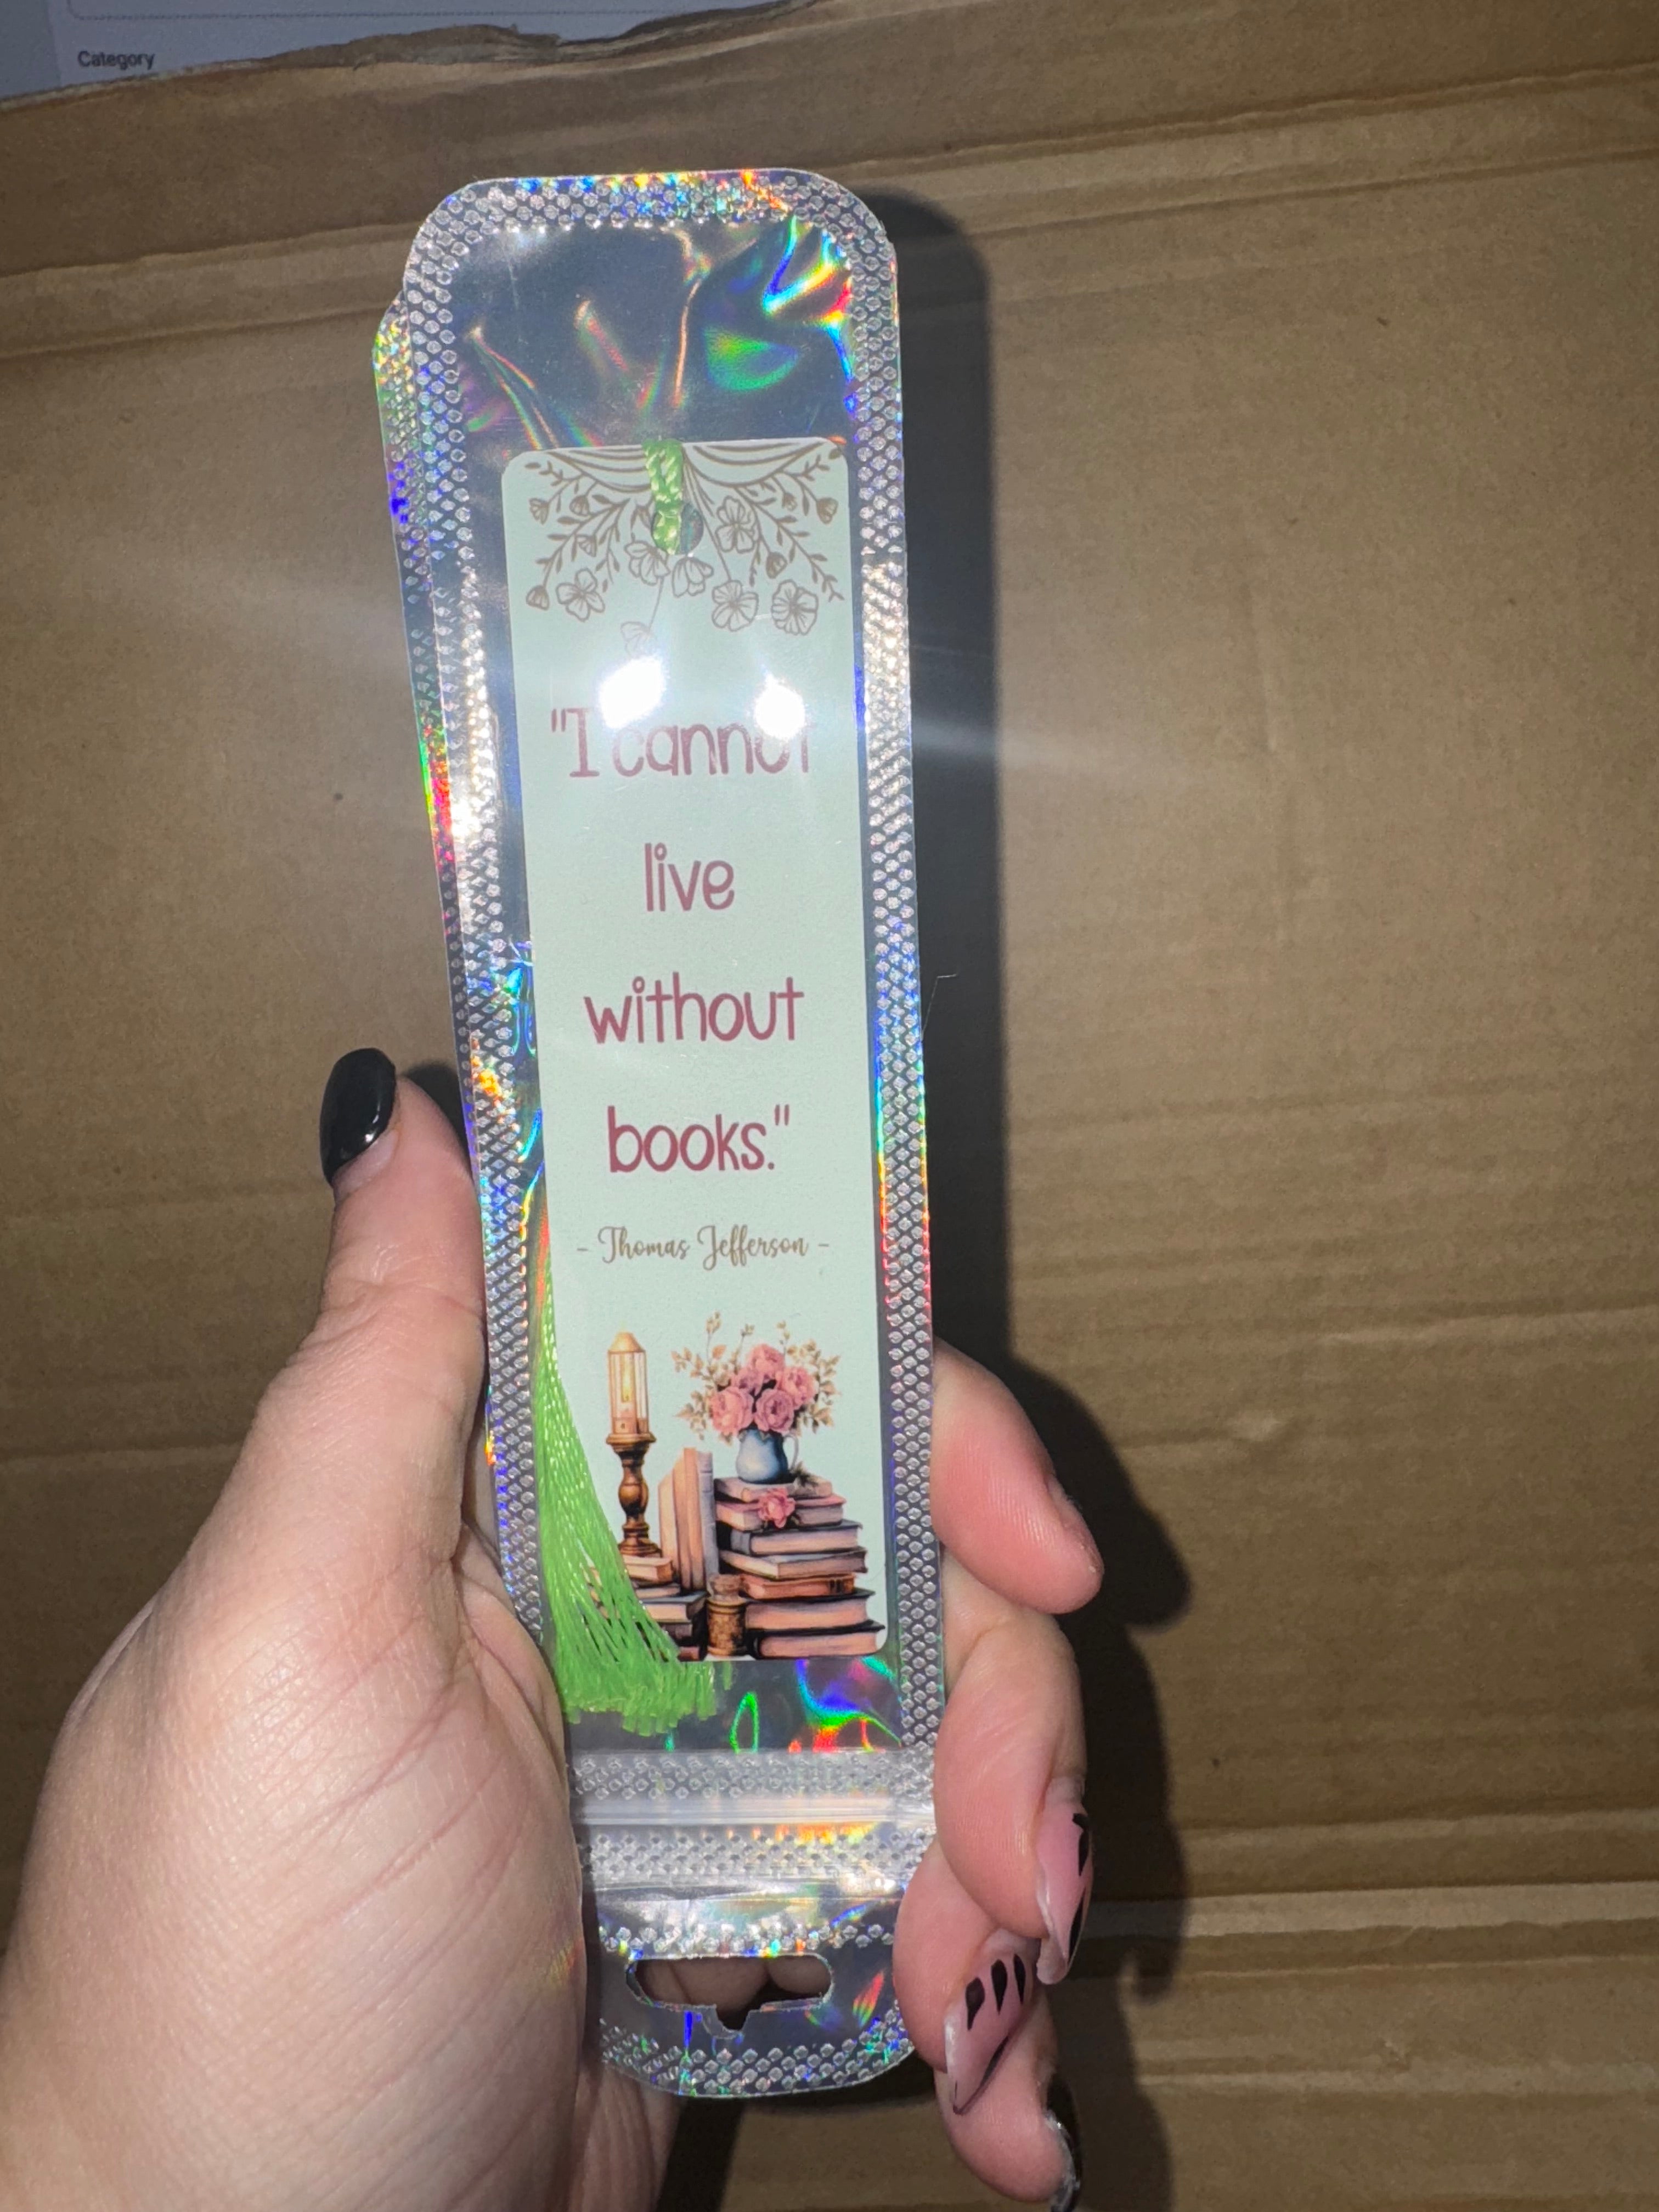 Category
"I cannot
live
without
books."
- Thomas Jefferson -